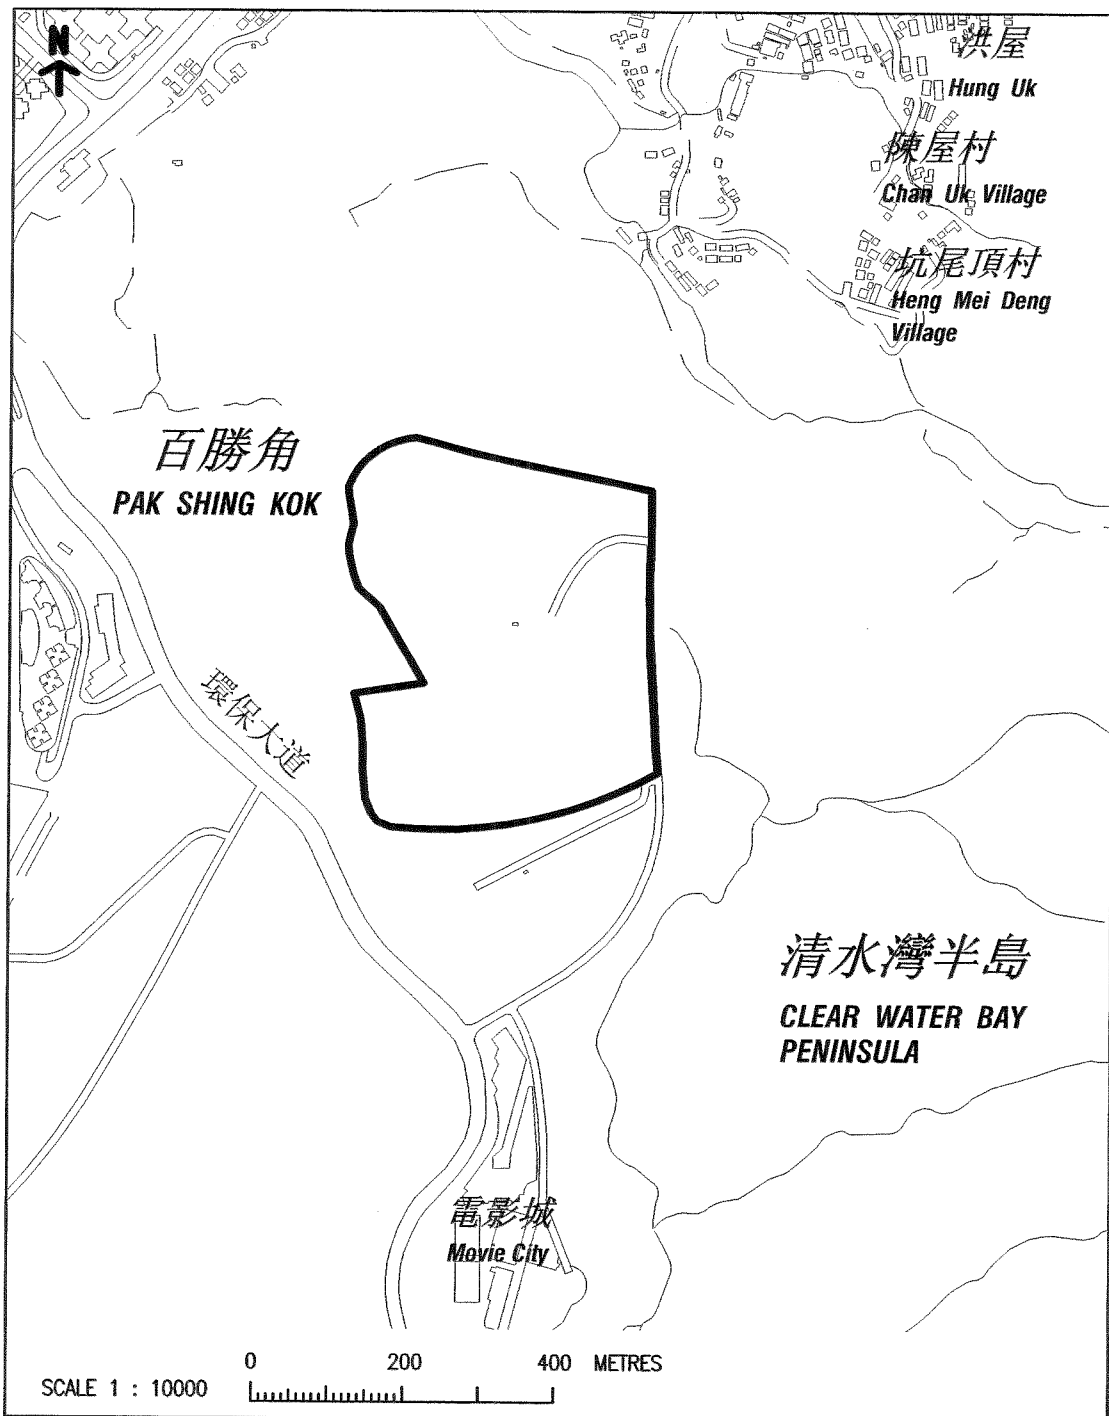 N
洪屋
Hung Uk
陳屋村
Chan Uk Village
坑尾頂村
Heng Mei Deng
Village
百勝角
PAK SHING KOK
環保大道
清水灣半島
CLEAR WATER BAY
PENINSULA
電影城
Movie City
0 200 400 METRES
SCALE 1 : 10000